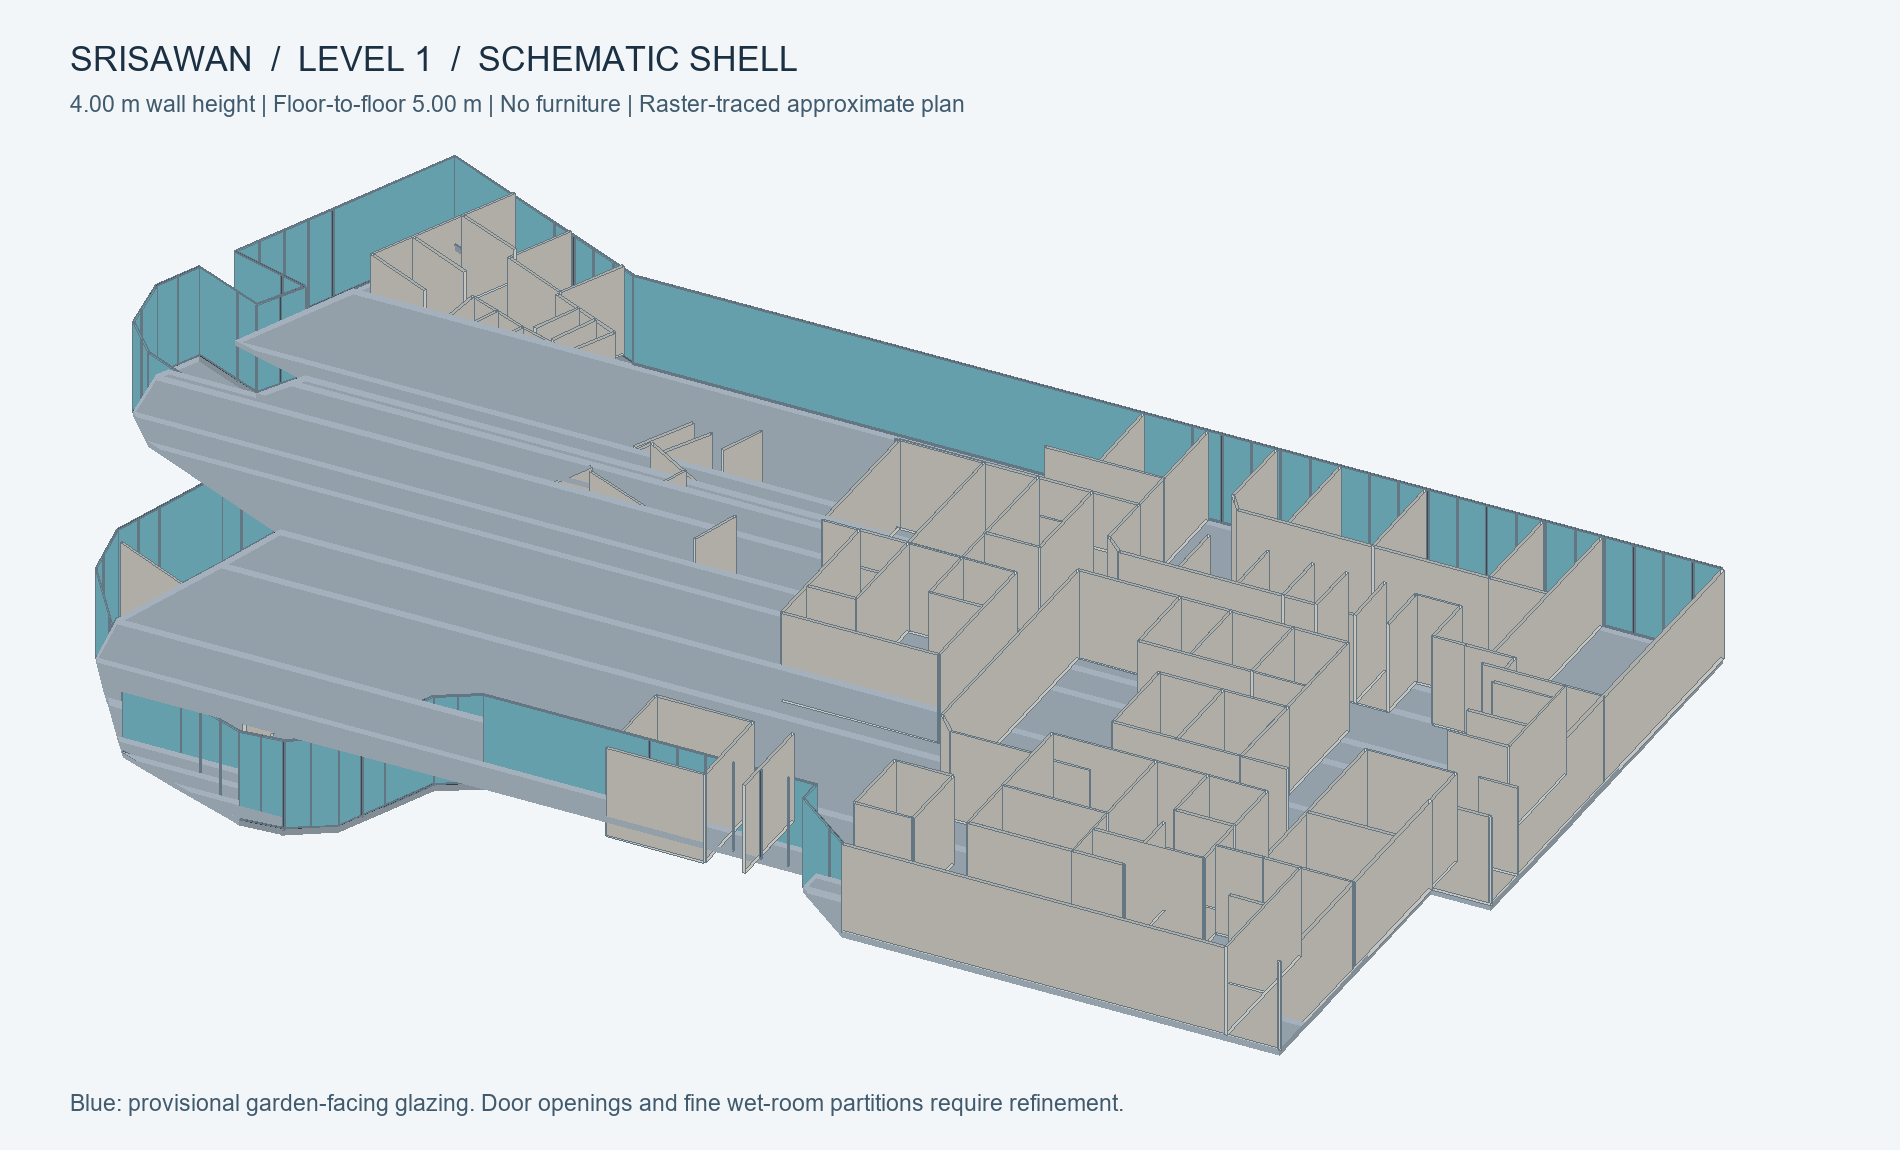 SRISAWAN / LEVEL 1 / SCHEMATIC SHELL
4.00 m wall height | Floor-to-floor 5.00 m | No furniture | Raster-traced approximate plan
Blue: provisional garden-facing glazing. Door openings and fine wet-room partitions require refinement.